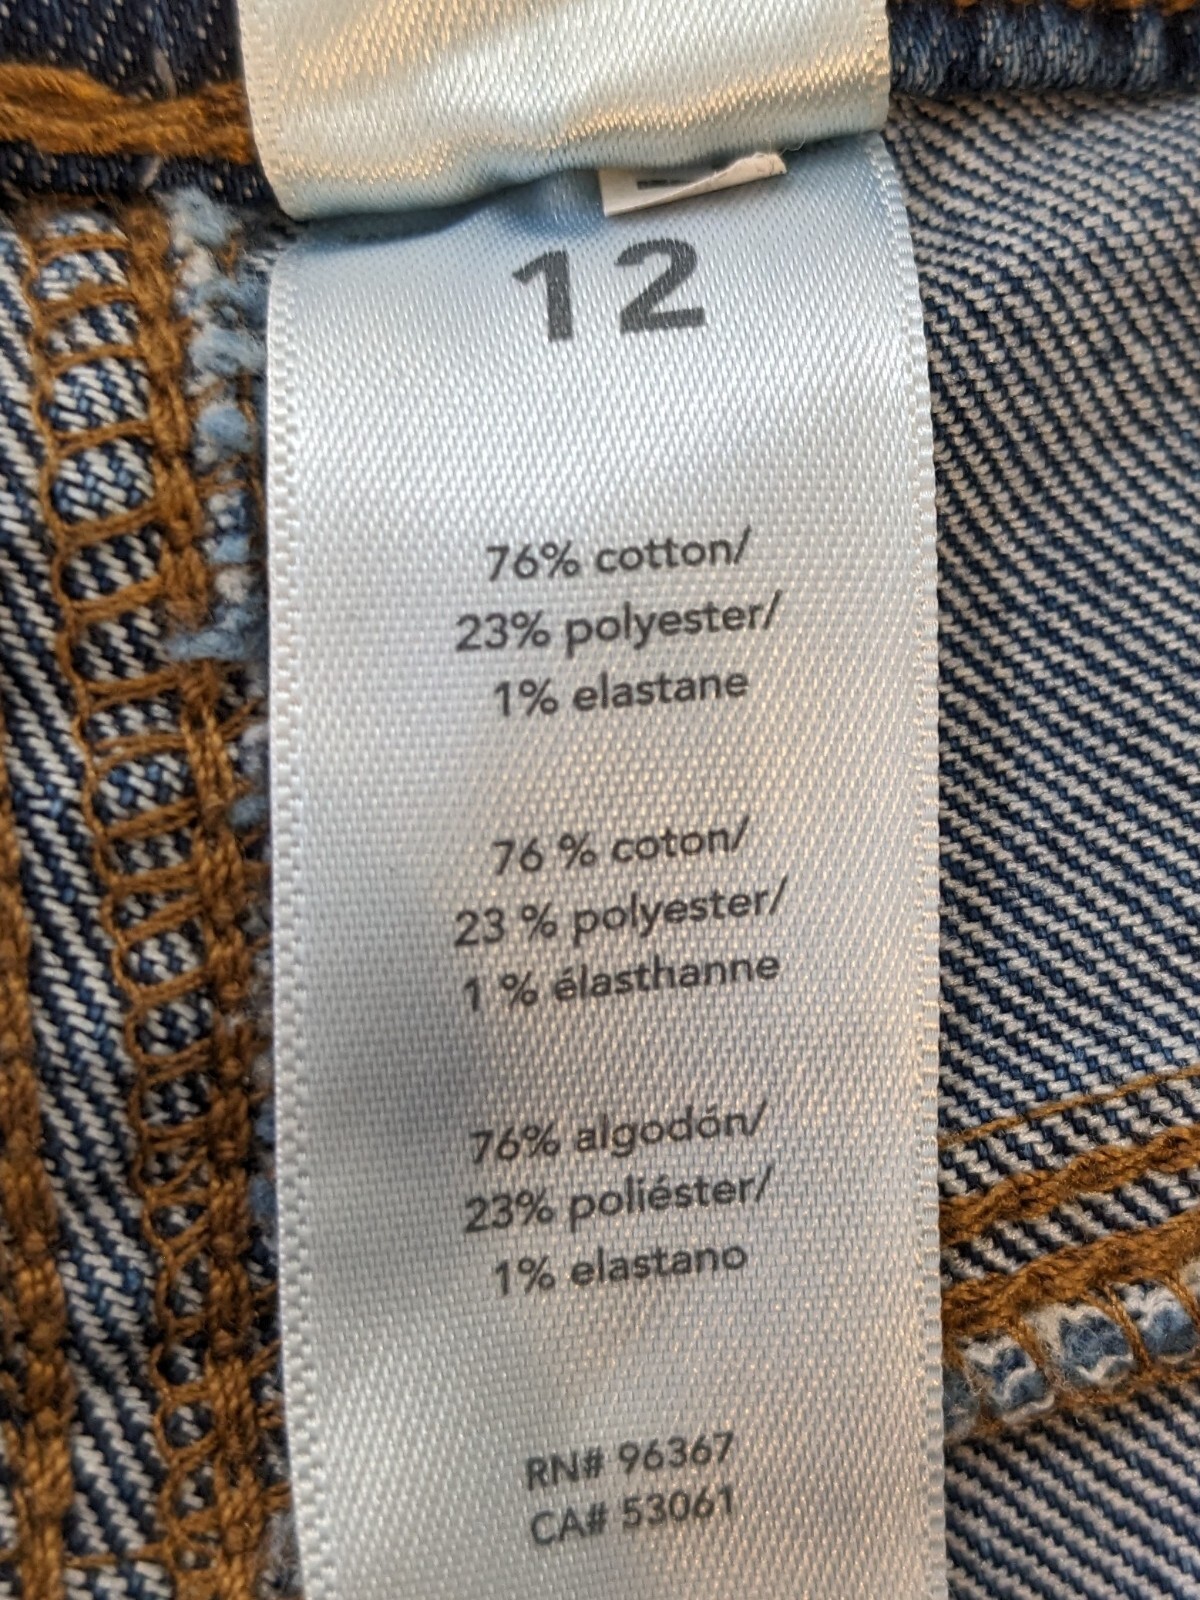 12
76% cotton/
23% polyester/
1% elastane
76 % coton/
23 % polyester/
1 % élasthanne
76% algodón/
23% poliéster/
1% elastano
RN# 96367
CA# 53061